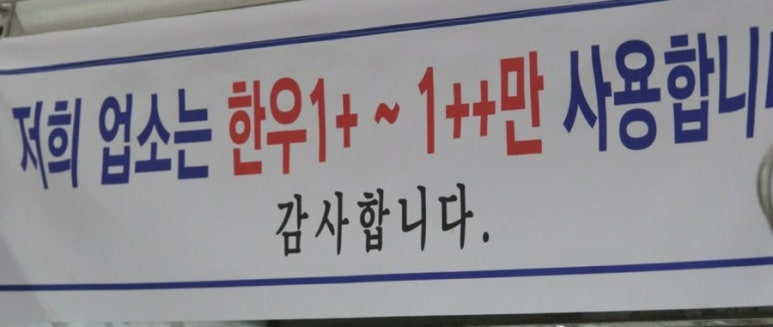 저희 업소는 한우1+ ~ 1++만 사용합니
감사합니다.